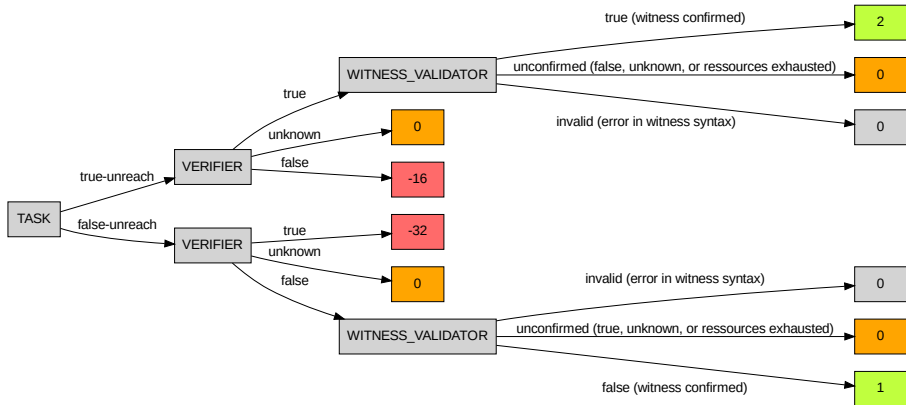 true (witness confirmed)
2
WITNESS_VALIDATOR
unconfirmed (false, unknown, or ressources exhausted)
0
true
invalid (error in witness syntax)
0
unknown
0
VERIFIER
false
-16
true-unreach
TASK
false-unreach
VERIFIER
true
-32
unknown
0
false
invalid (error in witness syntax)
0
WITNESS_VALIDATOR
unconfirmed (true, unknown, or ressources exhausted)
0
false (witness confirmed)
1